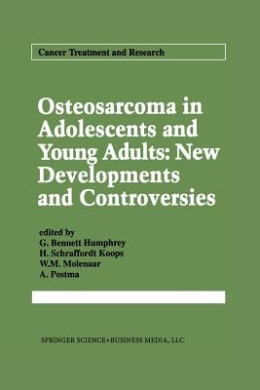 Cancer Treatment and Research
Osteosarcoma in
Adolescents and
Young Adults: New
Developments
and Controversies
edited by
G. Bennett Humphrey
H. Schraffordt Koops
W.M. Molenaar
A. Postma
SPRINGER SCIENCE+BUSINESS MEDIA, LLC